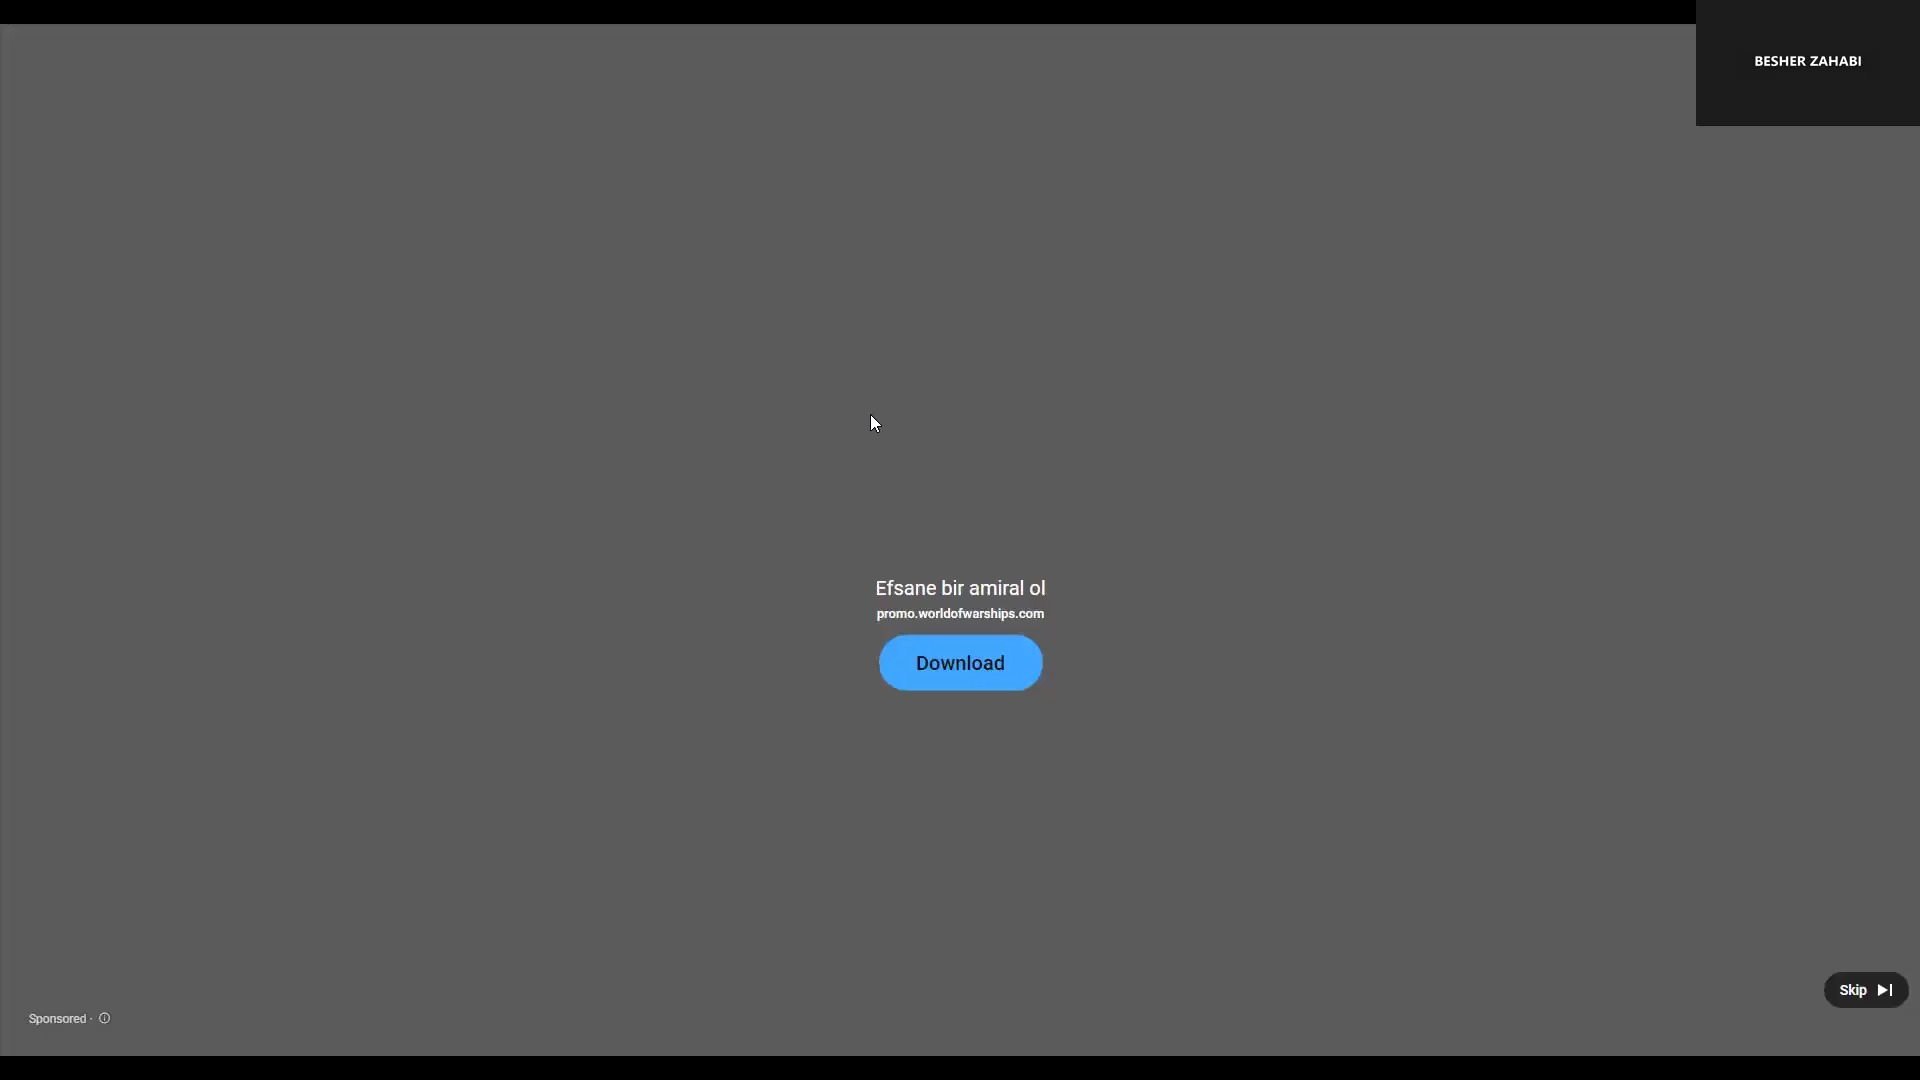 BESHER ZAHABI
Efsane bir amiral ol
promo.worldofwarships.com
Download
Skip
Sponsored ·